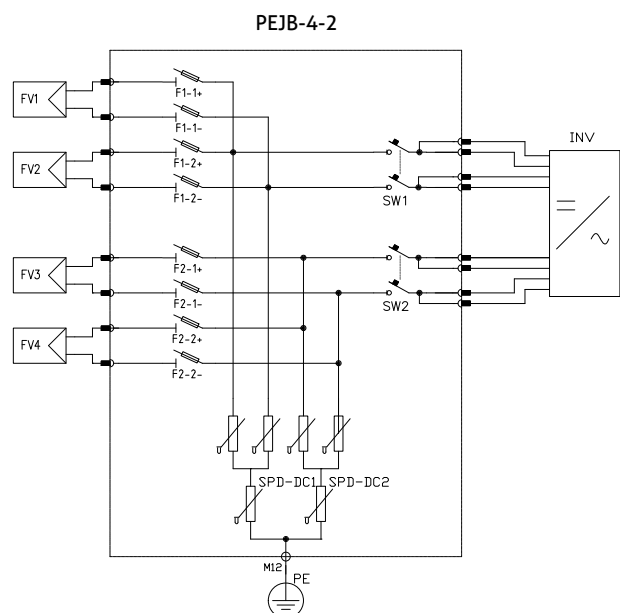 PEJB-4-2
FV1
F1-1+
F1-1-
INV
FV2
F1-2+
F1-2-
SW1
FV3
F2-1+
F2-1-
SW2
FV4
F2-2+
F2-2-
U U U U
SPD-DC1 SPD-DC2
U U
M12
PE